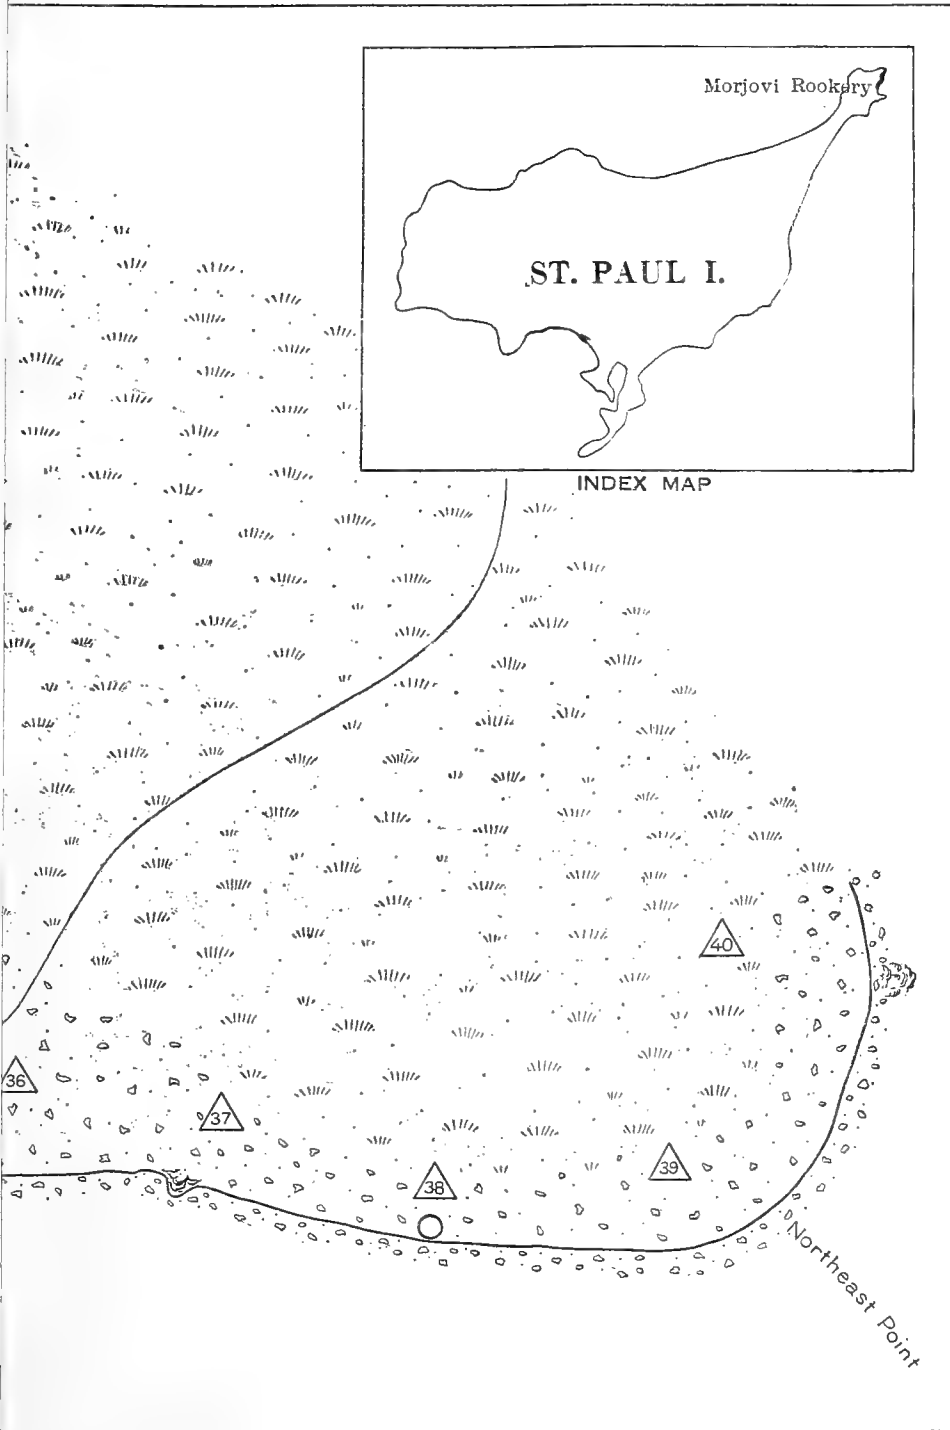 Morjovi Rookery
ST. PAUL I.
INDEX MAP
40
36
37
39
38
Northeast Point